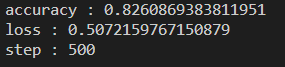 accuracy : 0.8260869383811951
loss : 0.5072159767150879
step : 500